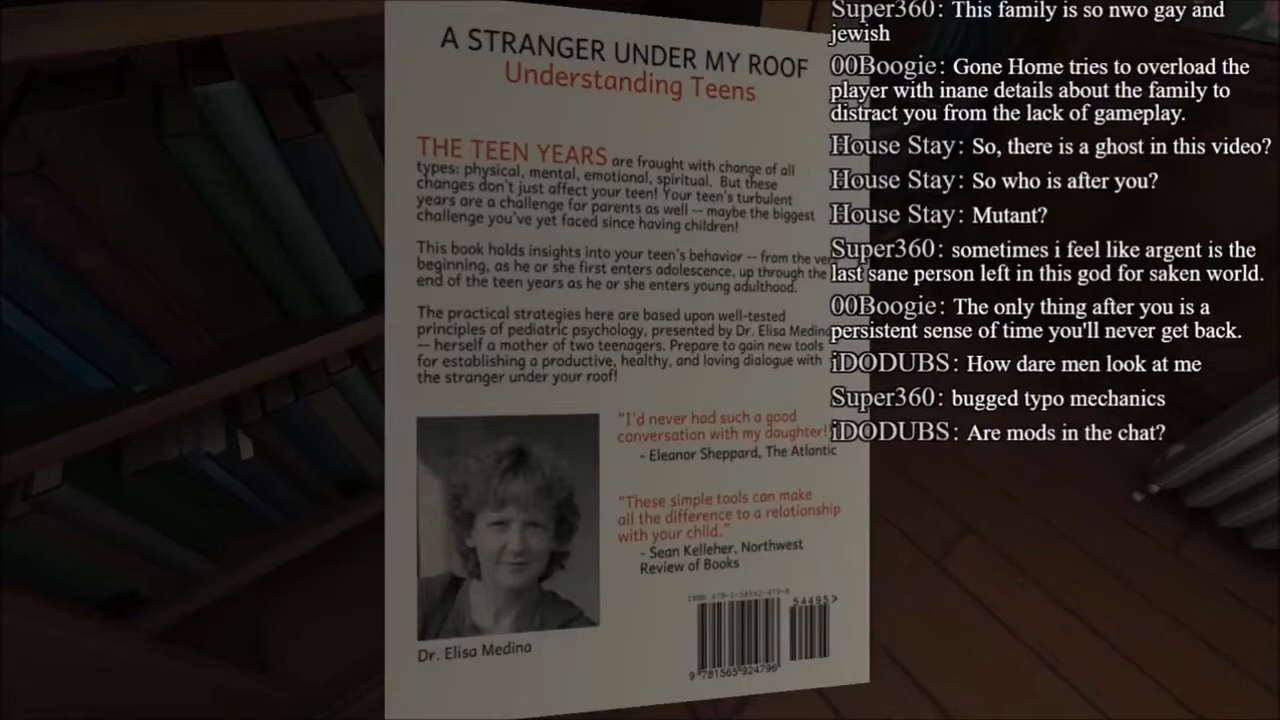 A STRANGER UNDER MY ROOF
Understanding Teens
THE TEEN YEARS are fraught with change of all
types: physical, mental, emotional, spiritual. But these
changes don't just affect your teen! Your teen's turbulent
years are a challenge for parents as well -- maybe the biggest
challenge you've yet faced since having children!
This book holds insights into your teen's behavior -- from the ver
beginning, as he or she first enters adolescence, up through the
end of the teen years as he or she enters young adulthood.
The practical strategies here are based upon well-tested
principles of pediatric psychology, presented by Dr. Elisa Medina
-- herself a mother of two teenagers. Prepare to gain new tools
for establishing a productive, healthy, and loving dialogue with
the stranger under your roof!
"I'd never had such a good
conversation with my daughter!
- Eleanor Sheppard, The Atlantic
"These simple tools can make
all the difference to a relationship
with your child."
- Sean Kelleher, Northwest
Review of Books
Dr. Elisa Medina
54495>
9 781565 924796
Super360: This family is so nwo gay and
jewish
00Boogie: Gone Home tries to overload the
player with inane details about the family to
distract you from the lack of gameplay.
House Stay: So, there is a ghost in this video?
House Stay: So who is after you?
House Stay: Mutant?
Super360: sometimes i feel like argent is the
last sane person left in this god for saken world.
00Boogie: The only thing after you is a
persistent sense of time you'll never get back.
iDODUBS: How dare men look at me
Super360: bugged typo mechanics
iDODUBS: Are mods in the chat?